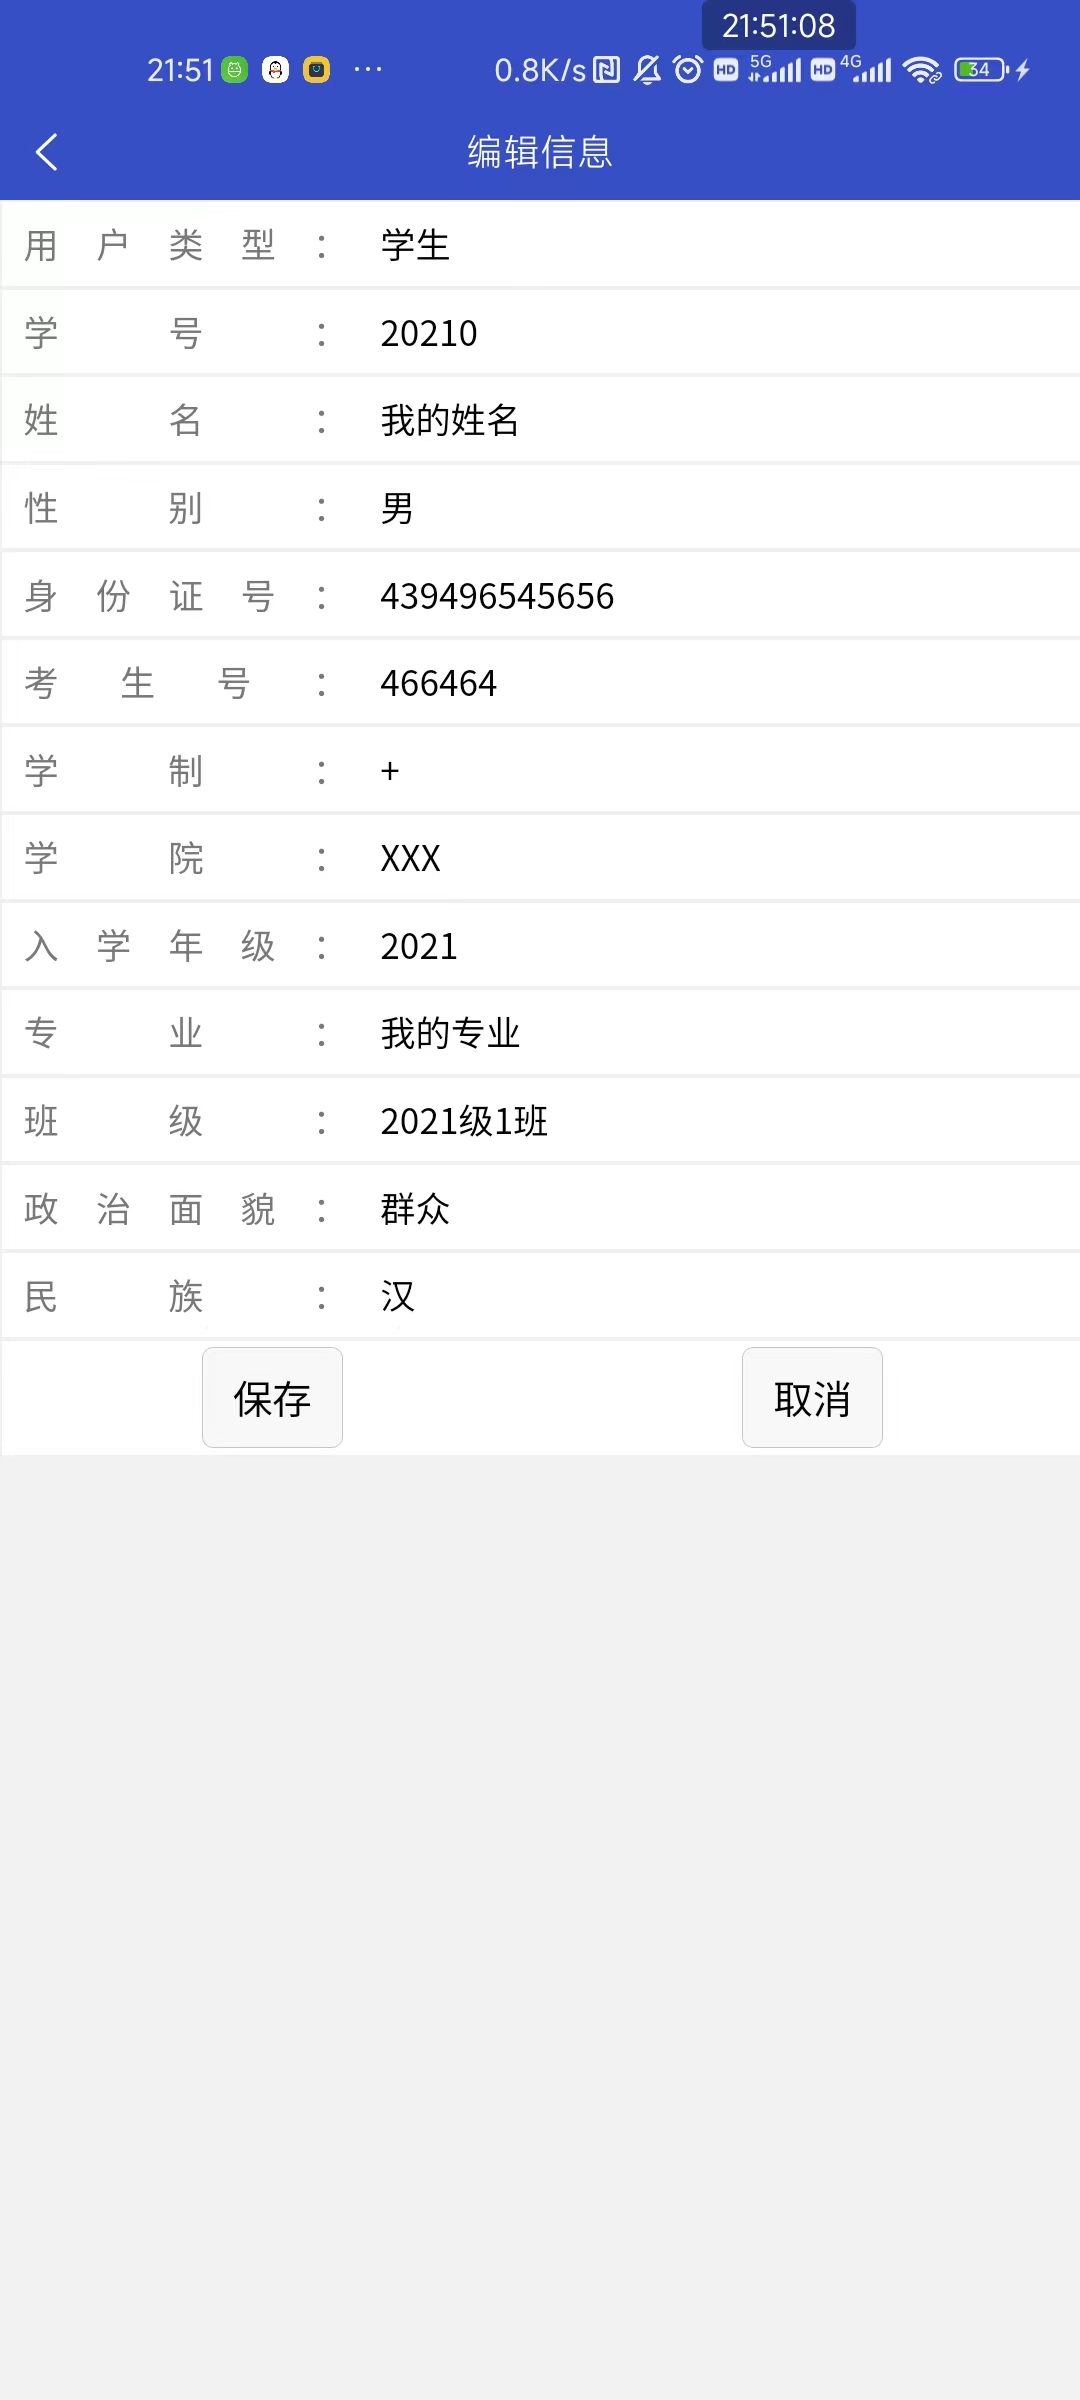 21:51:08
21:51 ... 0.8K/s HD 5G HD 4G 34
编辑信息
用户类型: 学生
学号: 20210
姓名: 我的姓名
性别: 男
身份证号: 439496545656
考生号: 466464
学制: +
学院: XXX
入学年级: 2021
专业: 我的专业
班级: 2021级1班
政治面貌: 群众
民族: 汉
保存 取消